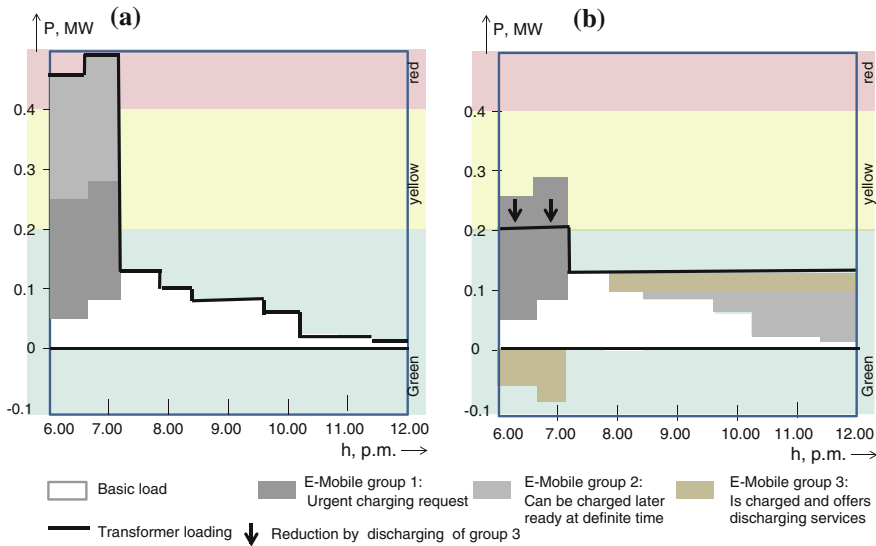 (a)
P, MW
0.4
0.3
0.2
0.1
0
-0.1
6.00 7.00 8.00 9.00 10.00 11.00 12.00
h, p.m.
red
yellow
Green
(b)
P, MW
0.4
0.3
0.2
0.1
0
-0.1
6.00 7.00 8.00 9.00 10.00 11.00 12.00
h, p.m.
red
yellow
Green
Basic load
E-Mobile group 1:
Urgent charging request
E-Mobile group 2:
Can be charged later
ready at definite time
E-Mobile group 3:
Is charged and offers
discharging services
Transformer loading
Reduction by discharging of group 3